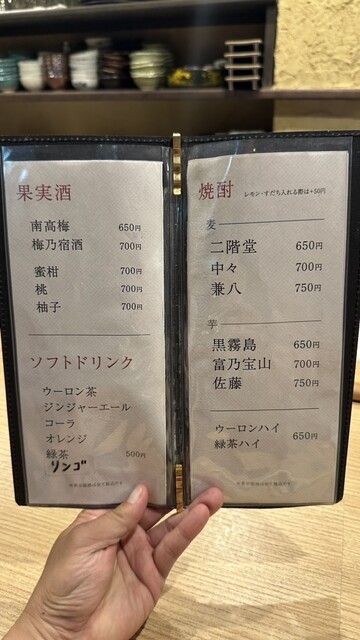 果実酒
南高梅 650円
梅乃宿酒 700円
蜜柑 700円
桃 700円
柚子 700円
ソフトドリンク
ウーロン茶
ジンジャーエール
コーラ
オレンジ
緑茶 500円
リンゴ
焼酎 レモン・すだち入れる際は+50円
麦
二階堂 650円
中々 700円
兼八 750円
芋
黒霧島 650円
富乃宝山 700円
佐藤 750円
ウーロンハイ
緑茶ハイ 650円